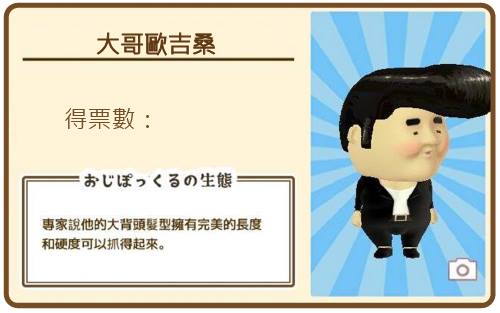 大哥歐吉桑
得票數：
おじぽっくるの生態
專家說他的大背頭髮型擁有完美的長度
和硬度可以抓得起來。